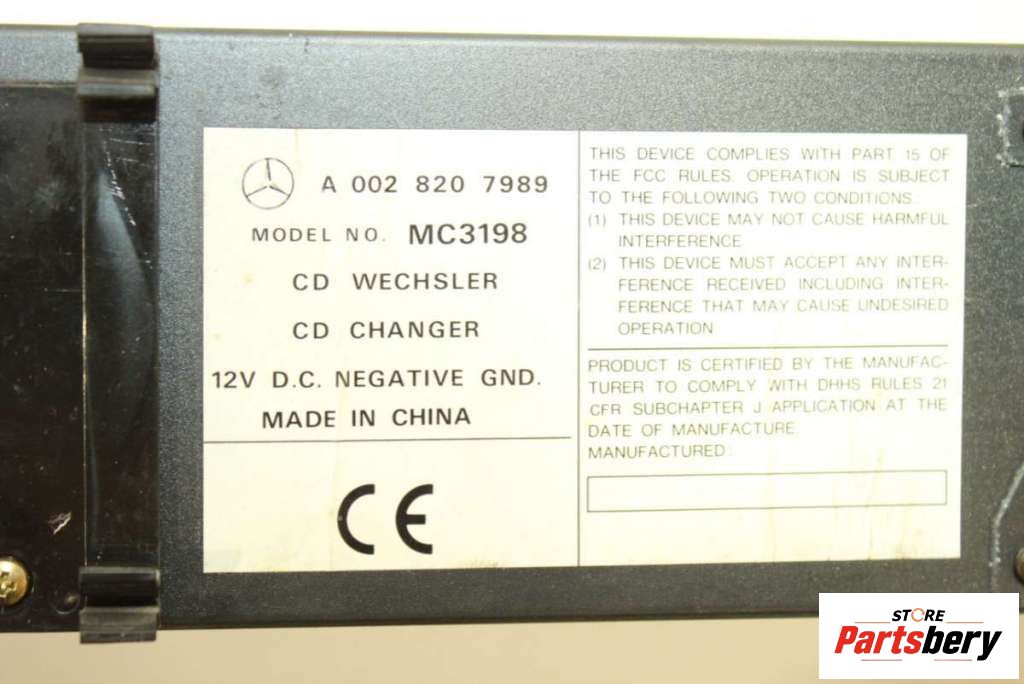 A 002 820 7989
MODEL NO. MC3198
CD WECHSLER
CD CHANGER
12V D.C. NEGATIVE GND.
MADE IN CHINA
CE
THIS DEVICE COMPLIES WITH PART 15 OF
THE FCC RULES. OPERATION IS SUBJECT
TO THE FOLLOWING TWO CONDITIONS:
(1) THIS DEVICE MAY NOT CAUSE HARMFUL
INTERFERENCE
(2) THIS DEVICE MUST ACCEPT ANY INTER-
FERENCE RECEIVED INCLUDING INTER-
FERENCE THAT MAY CAUSE UNDESIRED
OPERATION
PRODUCT IS CERTIFIED BY THE MANUFAC-
TURER TO COMPLY WITH DHHS RULES 21
CFR SUBCHAPTER J APPLICATION AT THE
DATE OF MANUFACTURE.
MANUFACTURED:
STORE
Partsbery